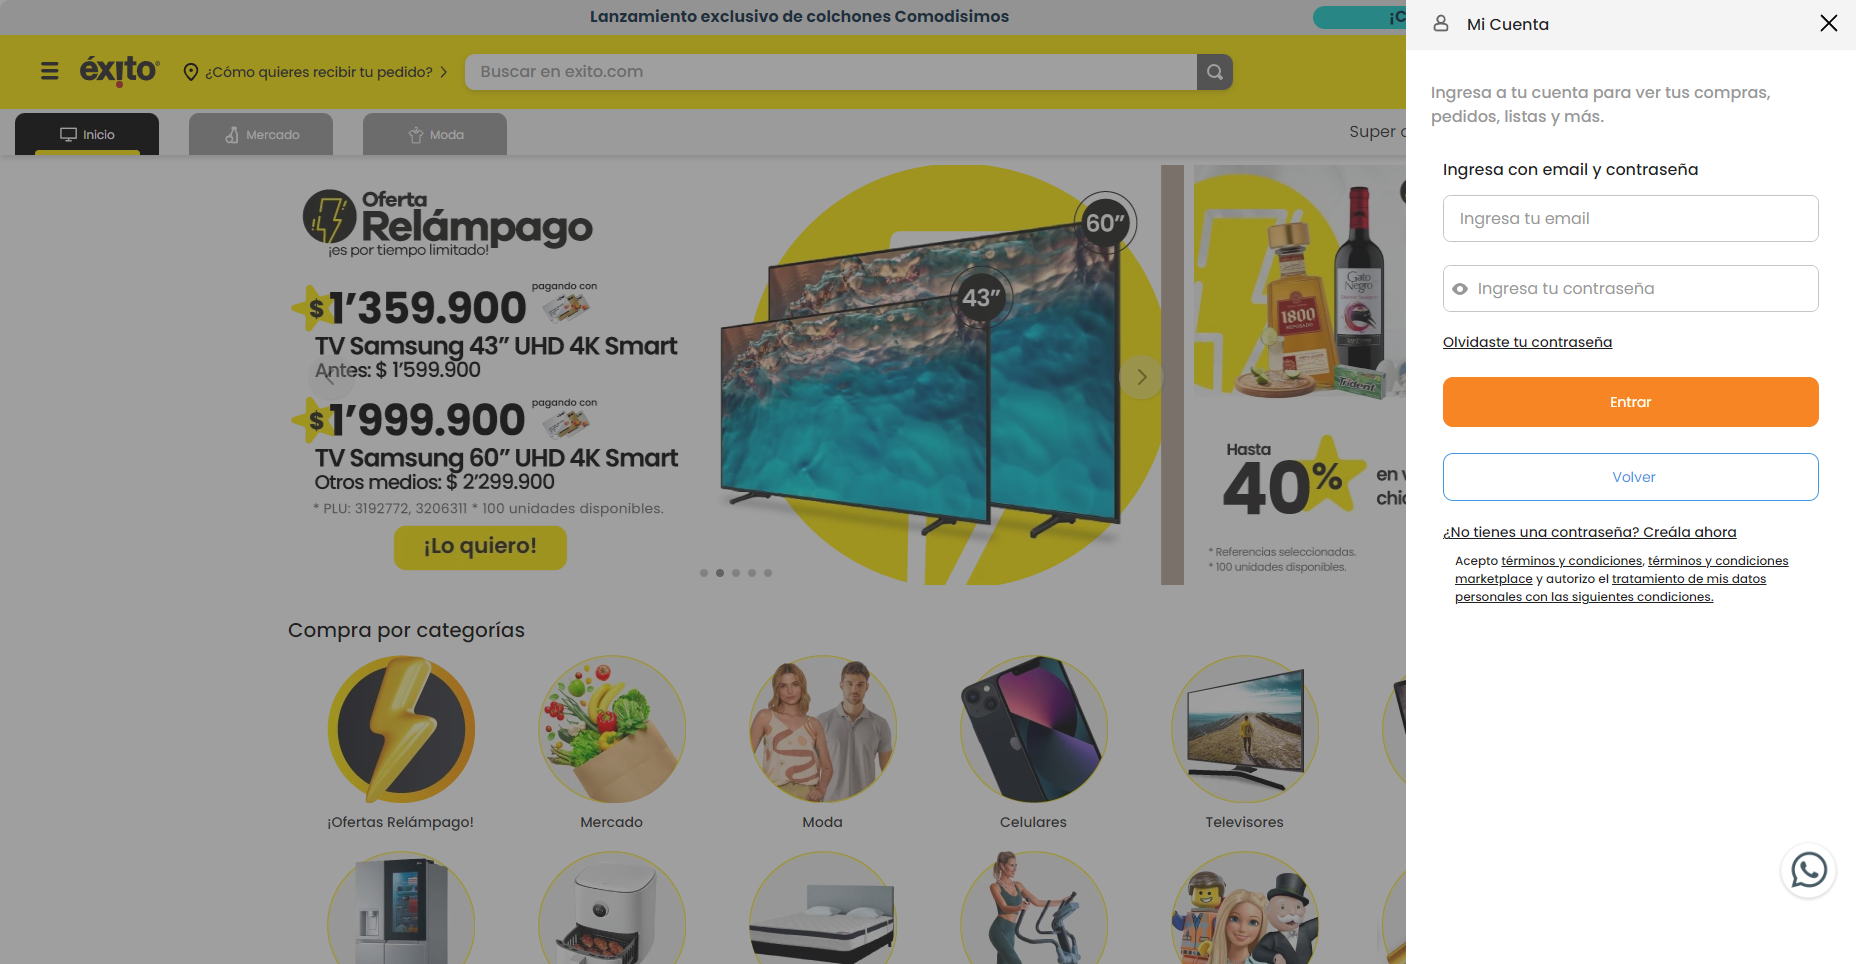 Lanzamiento exclusivo de colchones Comodisimos
Mi Cuenta
éxito
¿Cómo quieres recibir tu pedido?
Buscar en exito.com
Inicio
Mercado
Moda
Super
Ingresa a tu cuenta para ver tus compras,
pedidos, listas y más.
Ingresa con email y contraseña
Ingresa tu email
Ingresa tu contraseña
Olvidaste tu contraseña
Entrar
Volver
¿No tienes una contraseña? Creála ahora
Acepto términos y condiciones, términos y condiciones
marketplace y autorizo el tratamiento de mis datos
personales con las siguientes condiciones.
Oferta
Relámpago
¡es por tiempo limitado!
$ 1'359.900 pagando con
TV Samsung 43” UHD 4K Smart
Antes: $ 1'599.900
$ 1'999.900 pagando con
TV Samsung 60” UHD 4K Smart
Otros medios: $ 2'299.900
* PLU: 3192772, 3206311 * 100 unidades disponibles.
¡Lo quiero!
60”
43”
1800
Gato
Negro
Trident
Hasta
40%
* Referencias seleccionadas.
* 100 unidades disponibles.
Compra por categorías
¡Ofertas Relámpago!
Mercado
Moda
Celulares
Televisores